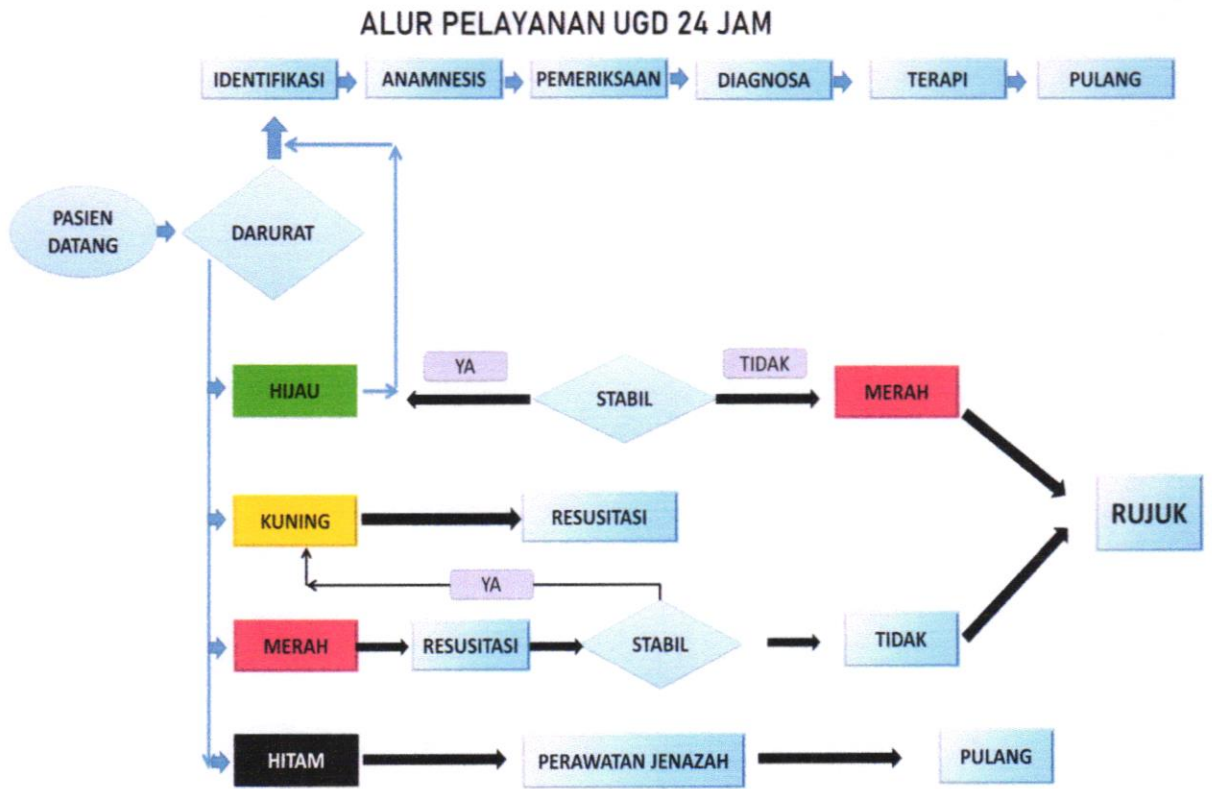 ALUR PELAYANAN UGD 24 JAM
IDENTIFIKASI
ANAMNESIS
PEMERIKSAAN
DIAGNOSA
TERAPI
PULANG
PASIEN
DATANG
DARURAT
HIJAU
YA
STABIL
TIDAK
MERAH
KUNING
RESUSITASI
RUJUK
YA
MERAH
RESUSITASI
STABIL
TIDAK
HITAM
PERAWATAN JENAZAH
PULANG